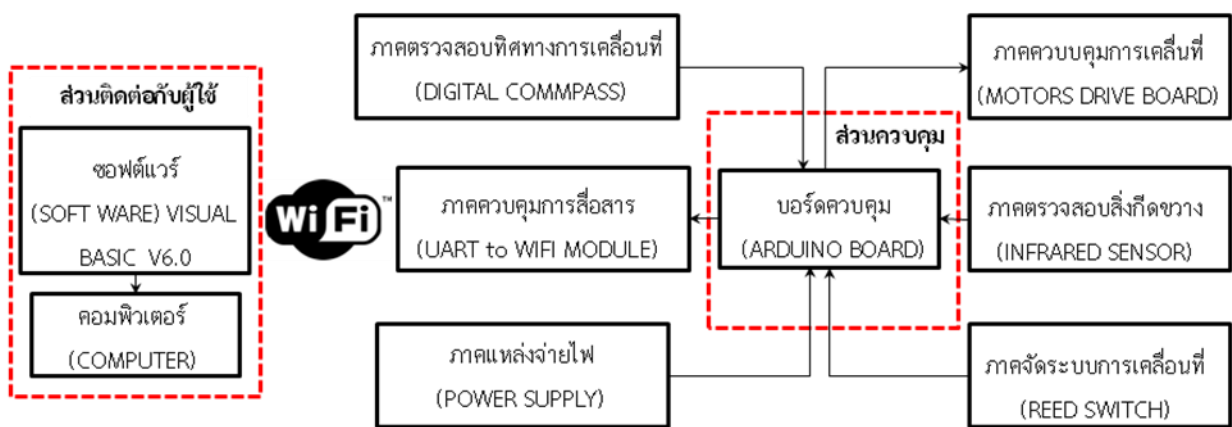 ส่วนติดต่อกับผู้ใช้
ซอฟต์แวร์
(SOFT WARE) VISUAL
BASIC V6.0
คอมพิวเตอร์
(COMPUTER)
WiFi™
ภาคตรวจสอบทิศทางการเคลื่อนที่
(DIGITAL COMMPASS)
ภาคควบคุมการสื่อสาร
(UART to WIFI MODULE)
ภาคแหล่งจ่ายไฟ
(POWER SUPPLY)
ส่วนควบคุม
บอร์ดควบคุม
(ARDUINO BOARD)
ภาคควบบคุมการเคลื่นที่
(MOTORS DRIVE BOARD)
ภาคตรวจสอบสิ่งกีดขวาง
(INFRARED SENSOR)
ภาคจัดระบบการเคลื่อนที่
(REED SWITCH)